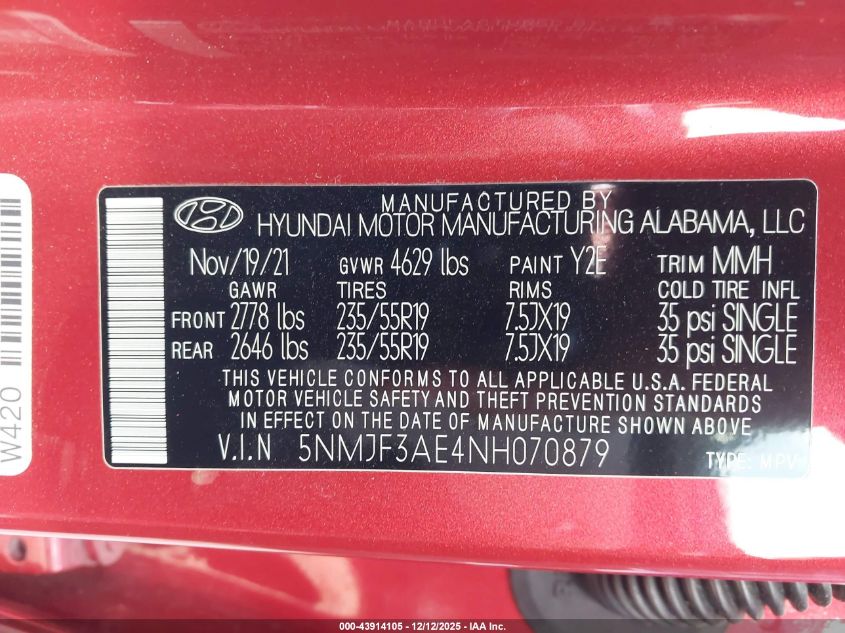 MANUFACTURED BY
HYUNDAI MOTOR MANUFACTURING ALABAMA, LLC
Nov/19/21 GVWR 4629 lbs PAINT Y2E TRIM MMH
GAWR TIRES RIMS COLD TIRE INFL
FRONT 2778 lbs 235/55R19 7.5JX19 35 psi SINGLE
REAR 2646 lbs 235/55R19 7.5JX19 35 psi SINGLE
THIS VEHICLE CONFORMS TO ALL APPLICABLE U.S.A. FEDERAL
MOTOR VEHICLE SAFETY AND THEFT PREVENTION STANDARDS
IN EFFECT ON THE DATE OF MANUFACTURE SHOWN ABOVE
V.I.N 5NMJF3AE4NH070879 TYPE: MPV
W420
000-43914105 - 12/12/2025 - IAA Inc.